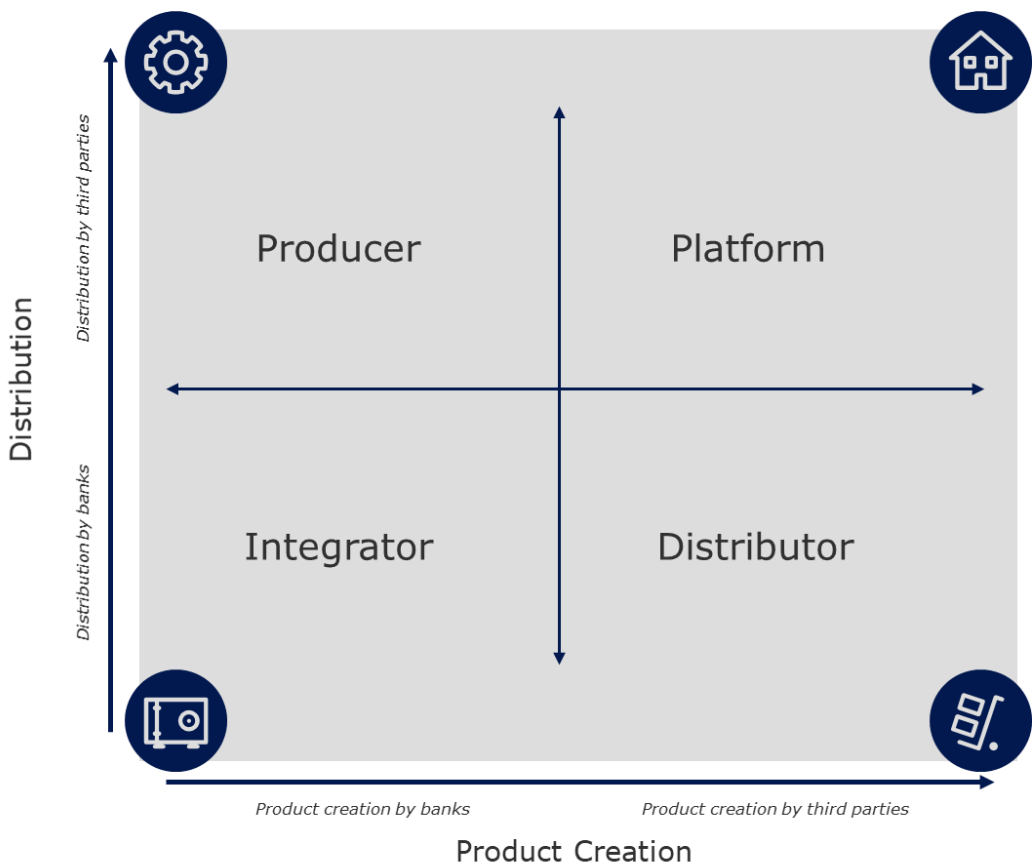 Distribution
Distribution by third parties
Distribution by banks
Producer
Platform
Integrator
Distributor
Product creation by banks
Product creation by third parties
Product Creation